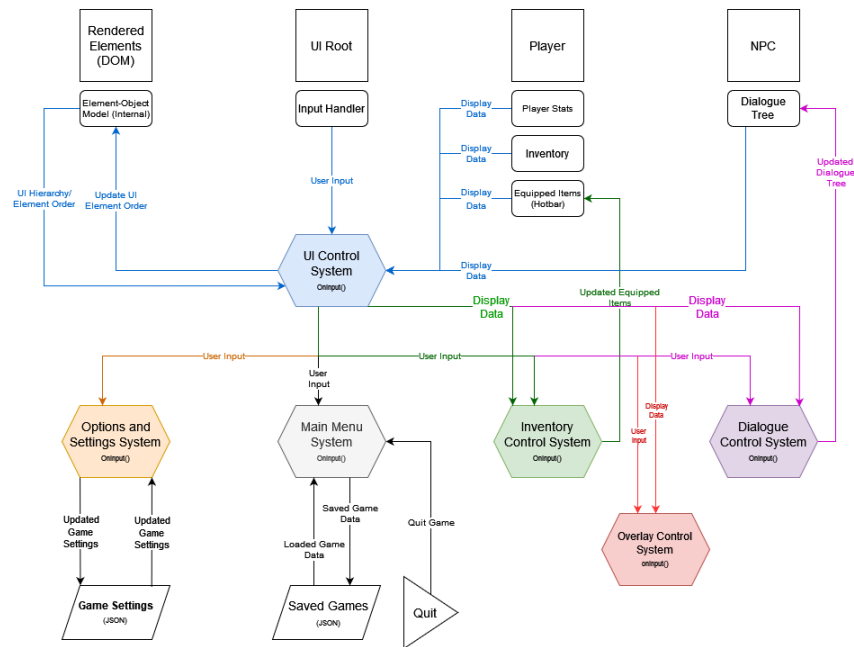 Rendered
Elements
(DOM)
UI Root
Player
NPC
Element-Object
Model (Internal)
Input Handler
Player Stats
Dialogue
Tree
Display
Data
Inventory
Display
Data
Equipped Items
(Hotbar)
Display
Data
UI Hierarchy/
Element Order
Update UI
Element Order
User Input
Updated
Dialogue
Tree
UI Control
System
OnInput()
Display
Data
Updated Equipped
Items
Display
Data
Display
Data
User Input
User
Input
User Input
User Input
Options and
Settings System
OnInput()
Main Menu
System
OnInput()
Inventory
Control System
OnInput()
User
Input
Display
Data
Dialogue
Control System
OnInput()
Updated
Game
Settings
Updated
Game
Settings
Saved Game
Data
Loaded Game
Data
Quit Game
Overlay Control
System
onInput()
Game Settings
(JSON)
Saved Games
(JSON)
Quit